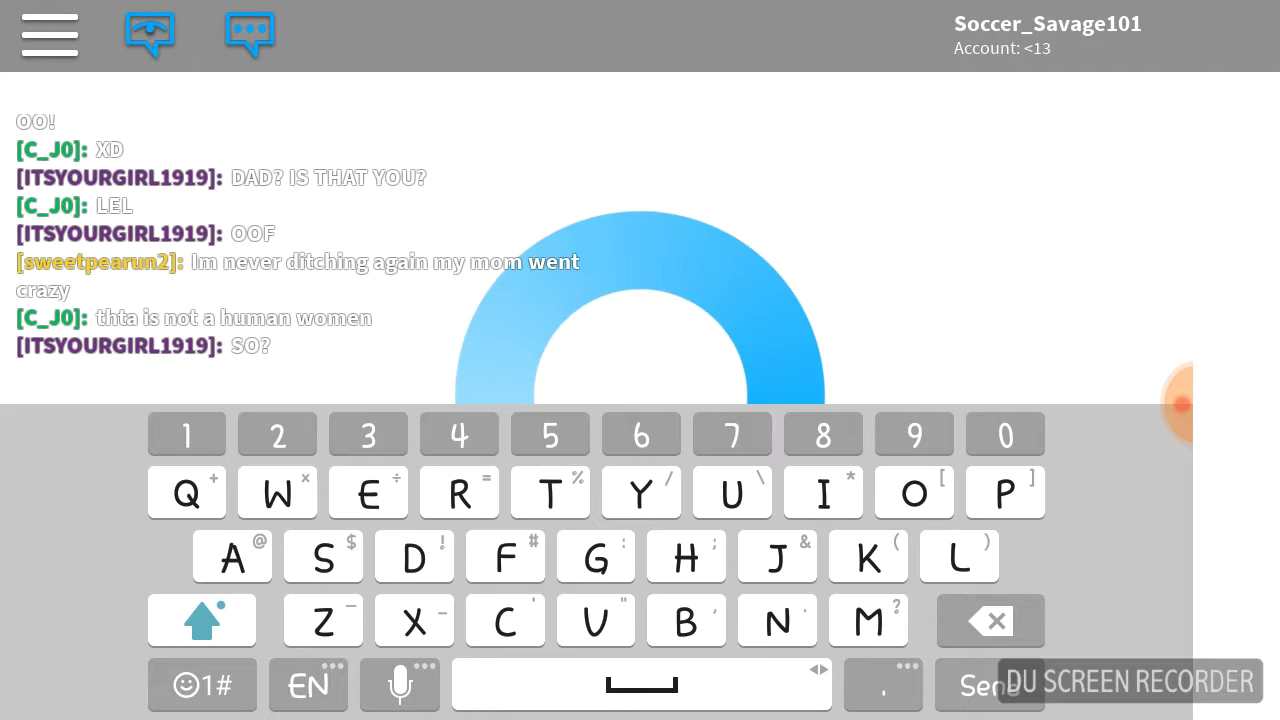 Soccer_Savage101
Account: <13
OO!
[C_J0]: XD
[ITSYOURGIRL1919]: DAD? IS THAT YOU?
[C_J0]: LEL
[ITSYOURGIRL1919]: OOF
[sweetpearun2]: Im never ditching again my mom went
crazy
[C_J0]: thta is not a human women
[ITSYOURGIRL1919]: SO?
1 2 3 4 5 6 7 8 9 0
Q + W × E ÷ R = T % Y / U \ I * O [ P ]
A @ S $ D ! F # G : H ; J & K ( L )
Z – X - C ' V " B , N . M ?
1# EN . Send
DU SCREEN RECORDER